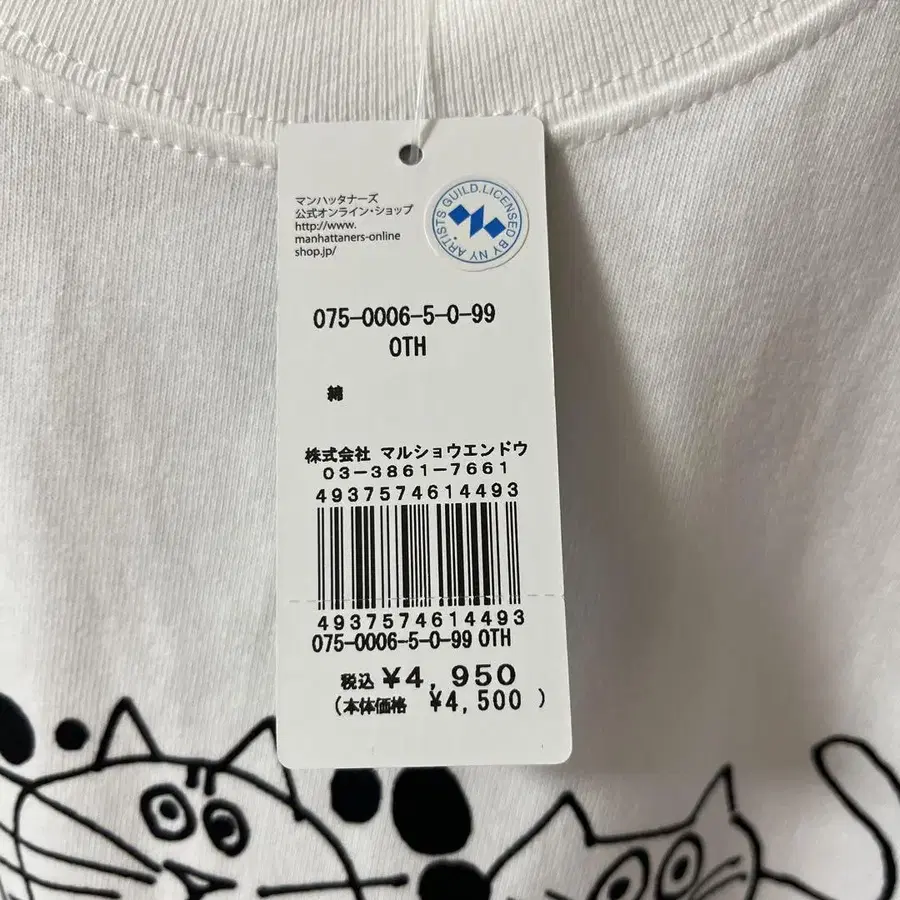 マンハッタナーズ
公式オンライン・ショップ
http://www.
manhattaners-online
shop.jp/
GUILD.LICENSED BY NY ARTISTS
075-0006-5-0-99
OTH
綿
株式会社 マルショウエンドウ
03-3861-7661
4937574614493
4937574614493
075-0006-5-0-99 OTH
税込 ¥4,950
(本体価格 ¥4,500 )